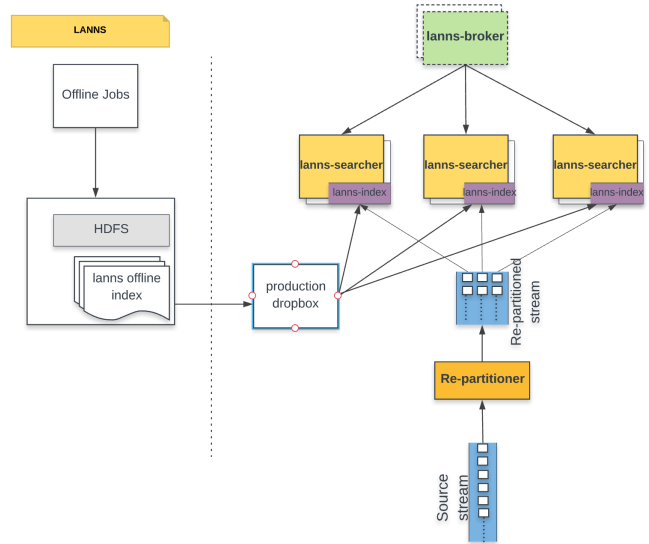 LANNS
Offline Jobs
HDFS
lanns offline
index
production
dropbox
lanns-broker
lanns-searcher
lanns-index
lanns-searcher
lanns-index
lanns-searcher
lanns-index
Re-partitioned
stream
Re-partitioner
Source
stream